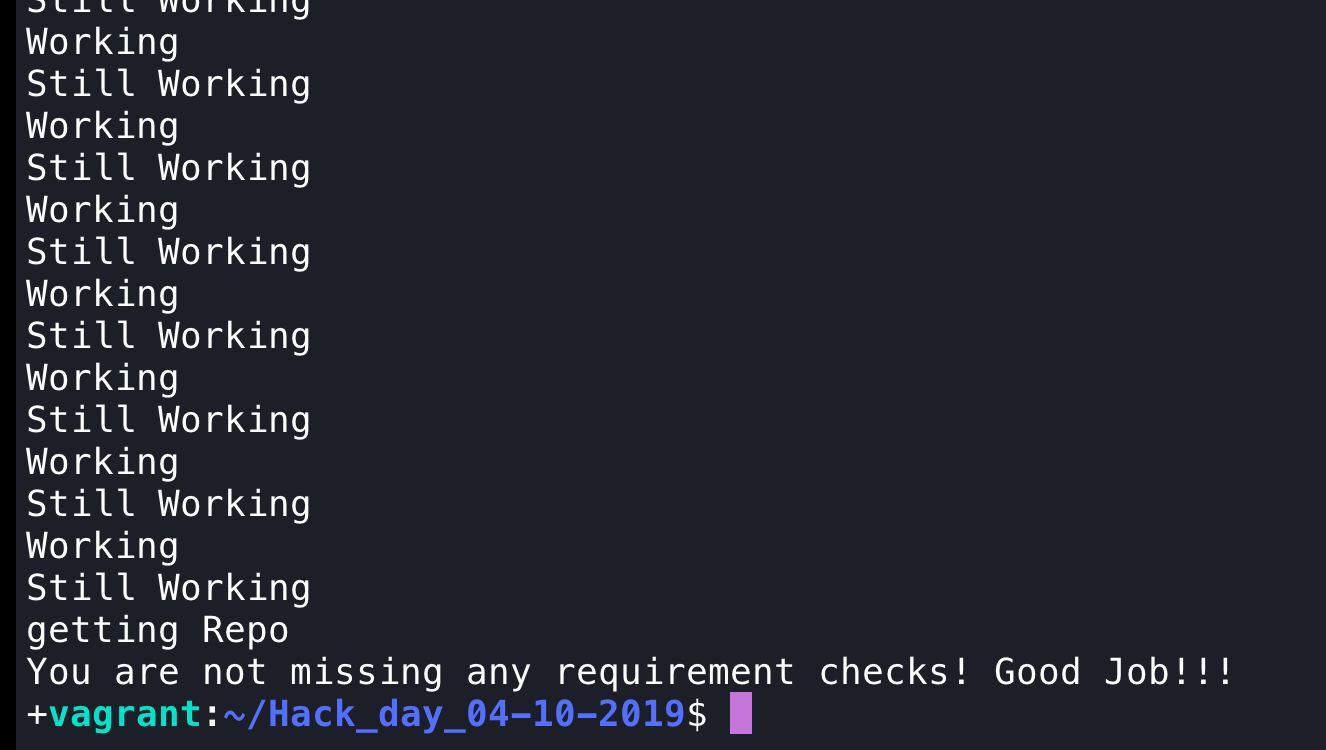 Still Working
Working
Still Working
Working
Still Working
Working
Still Working
Working
Still Working
Working
Still Working
Working
Still Working
Working
Still Working
getting Repo
You are not missing any requirement checks! Good Job!!!
+vagrant:~/Hack_day_04-10-2019$